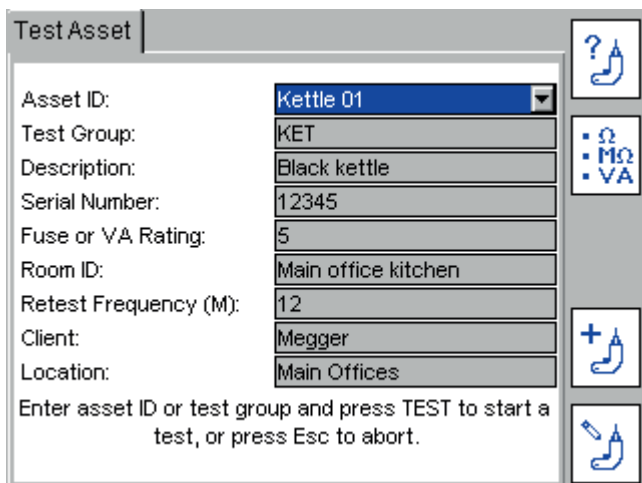 Test Asset
?
Asset ID: Kettle 01
Test Group: KET
Ω
MΩ
VA
Description: Black kettle
Serial Number: 12345
Fuse or VA Rating: 5
Room ID: Main office kitchen
Retest Frequency (M): 12
Client: Megger
+
Location: Main Offices
Enter asset ID or test group and press TEST to start a
test, or press Esc to abort.